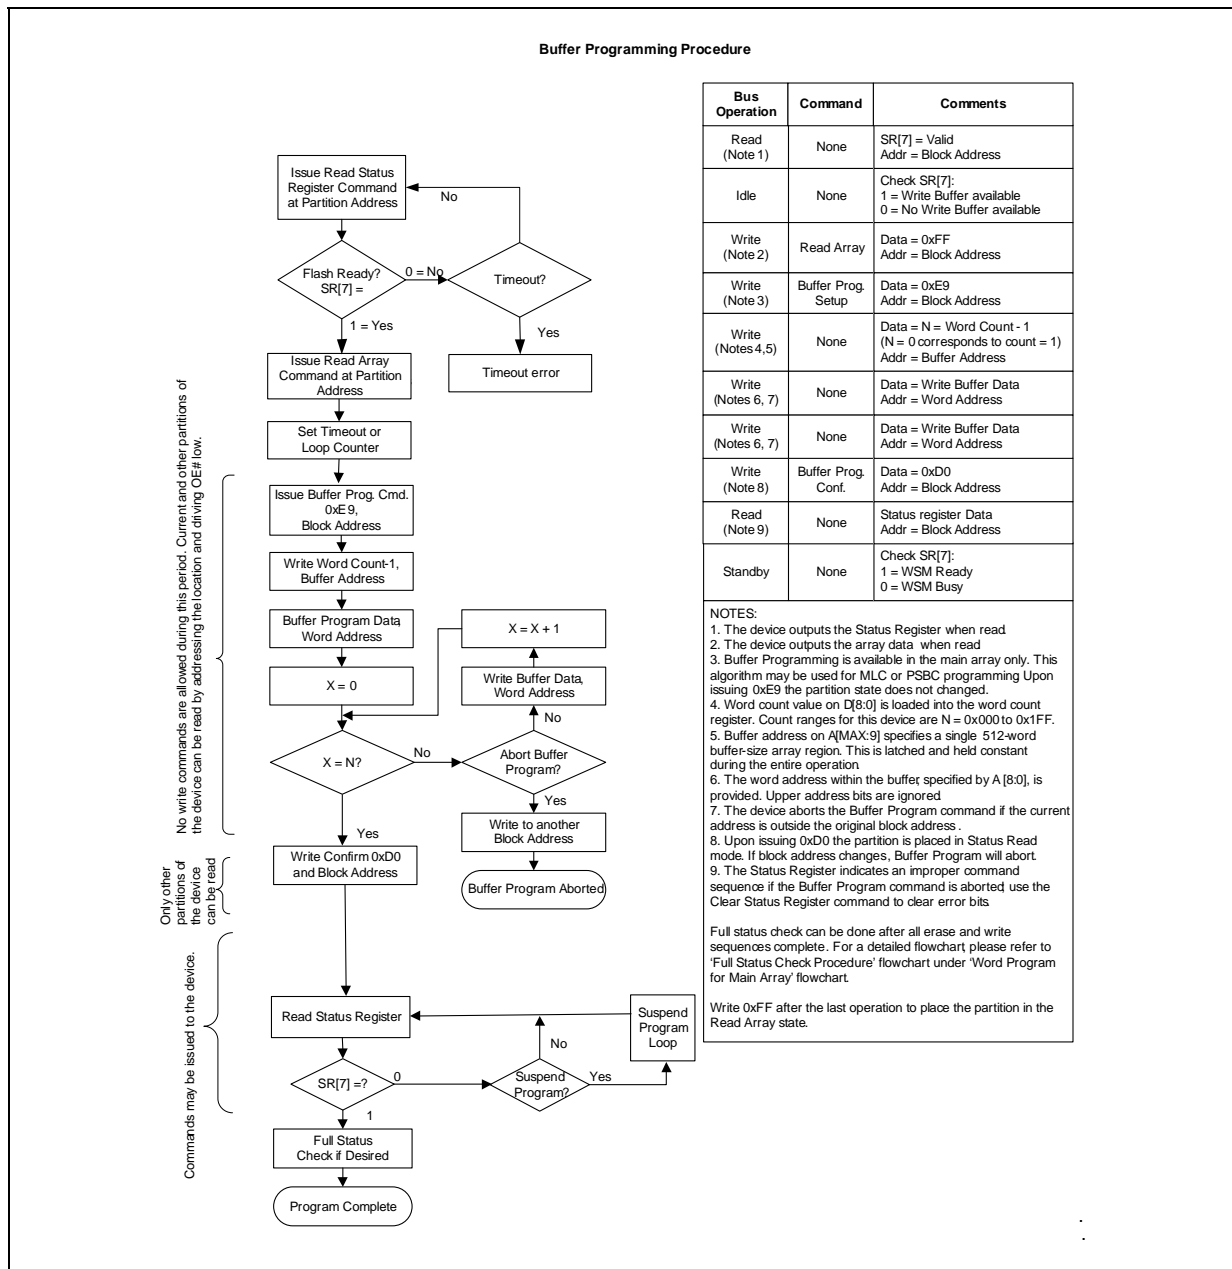 Buffer Programming Procedure
Issue Read Status
Register Command
at Partition Address
No
Flash Ready?
SR[7] =
0 = No
Timeout?
1 = Yes
Yes
Issue Read Array
Command at Partition
Address
Timeout error
Set Timeout or
Loop Counter
Issue Buffer Prog. Cmd.
0xE9,
Block Address
Write Word Count-1,
Buffer Address
Buffer Program Data,
Word Address
X = X + 1
X = 0
Write Buffer Data,
Word Address
No
X = N?
No
Abort Buffer
Program?
Yes
Yes
Write to another
Block Address
Write Confirm 0xD0
and Block Address
Buffer Program Aborted
Read Status Register
Suspend
Program
Loop
No
SR[7] =?
0
Suspend
Program?
Yes
1
Full Status
Check if Desired
Program Complete
No write commands are allowed during this period. Current and other partitions of
the device can be read by addressing the location and driving OE# low.
Only other
partitions of
the device
can be read
Commands may be issued to the device.
Bus
Operation
Command
Comments
Read
(Note 1)
None
SR[7] = Valid
Addr = Block Address
Idle
None
Check SR[7]:
1 = Write Buffer available
0 = No Write Buffer available
Write
(Note 2)
Read Array
Data = 0xFF
Addr = Block Address
Write
(Note 3)
Buffer Prog.
Setup
Data = 0xE9
Addr = Block Address
Write
(Notes 4,5)
None
Data = N = Word Count - 1
(N = 0 corresponds to count = 1)
Addr = Buffer Address
Write
(Notes 6, 7)
None
Data = Write Buffer Data
Addr = Word Address
Write
(Notes 6, 7)
None
Data = Write Buffer Data
Addr = Word Address
Write
(Note 8)
Buffer Prog.
Conf.
Data = 0xD0
Addr = Block Address
Read
(Note 9)
None
Status register Data
Addr = Block Address
Standby
None
Check SR[7]:
1 = WSM Ready
0 = WSM Busy
NOTES:
1. The device outputs the Status Register when read.
2. The device outputs the array data when read
3. Buffer Programming is available in the main array only. This
algorithm may be used for MLC or PSBC programming Upon
issuing 0xE9 the partition state does not changed.
4. Word count value on D[8:0] is loaded into the word count
register. Count ranges for this device are N = 0x000 to 0x1FF.
5. Buffer address on A[MAX:9] specifies a single 512-word
buffer-size array region. This is latched and held constant
during the entire operation.
6. The word address within the buffer, specified by A [8:0], is
provided. Upper address bits are ignored.
7. The device aborts the Buffer Program command if the current
address is outside the original block address .
8. Upon issuing 0xD0 the partition is placed in Status Read
mode. If block address changes, Buffer Program will abort.
9. The Status Register indicates an improper command
sequence if the Buffer Program command is aborted; use the
Clear Status Register command to clear error bits.
Full status check can be done after all erase and write
sequences complete. For a detailed flowchart, please refer to
‘Full Status Check Procedure’ flowchart under ‘Word Program
for Main Array’ flowchart.
Write 0xFF after the last operation to place the partition in the
Read Array state.